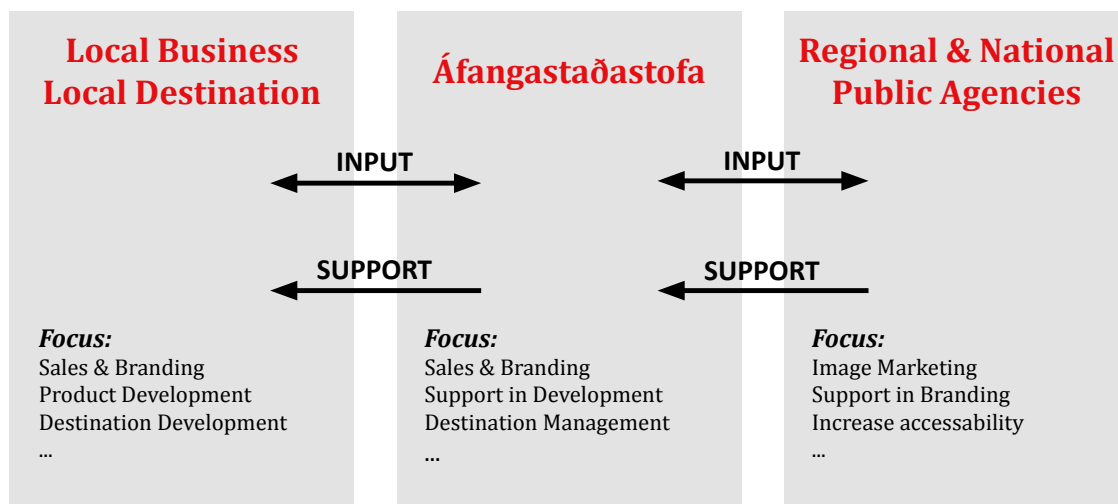 Local Business
Local Destination
Áfangastaðastofa
Regional & National
Public Agencies
INPUT
INPUT
SUPPORT
SUPPORT
Focus:
Sales & Branding
Product Development
Destination Development
...
Focus:
Sales & Branding
Support in Development
Destination Management
...
Focus:
Image Marketing
Support in Branding
Increase accessability
...